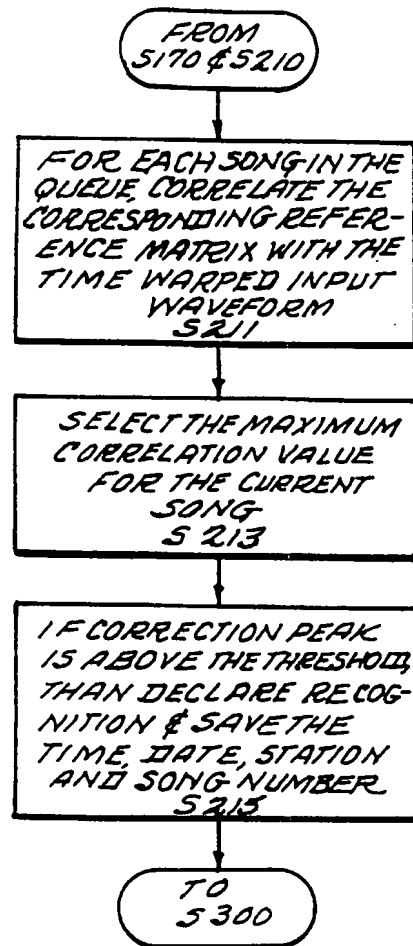 FROM
S170 & S210
FOR EACH SONG IN THE
QUEUE, CORRELATE THE
CORRESPONDING REFER-
ENCE MATRIX WITH THE
TIME WARPED INPUT
WAVEFORM
S211
SELECT THE MAXIMUM
CORRELATION VALUE
FOR THE CURRENT
SONG
S213
IF CORRECTION PEAK
IS ABOVE THE THRESHOLD,
THAN DECLARE RECOG-
NITION & SAVE THE
TIME, DATE, STATION
AND SONG NUMBER
S215
TO
S300